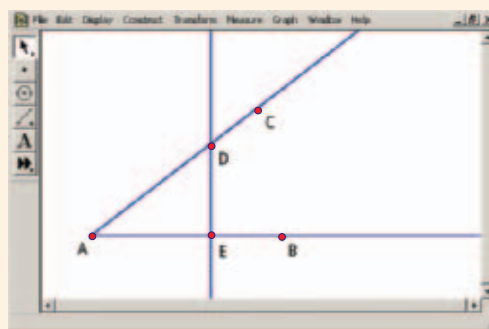 File Edit Display Construct Transform Measure Graph Window Help
A
C
D
A E B